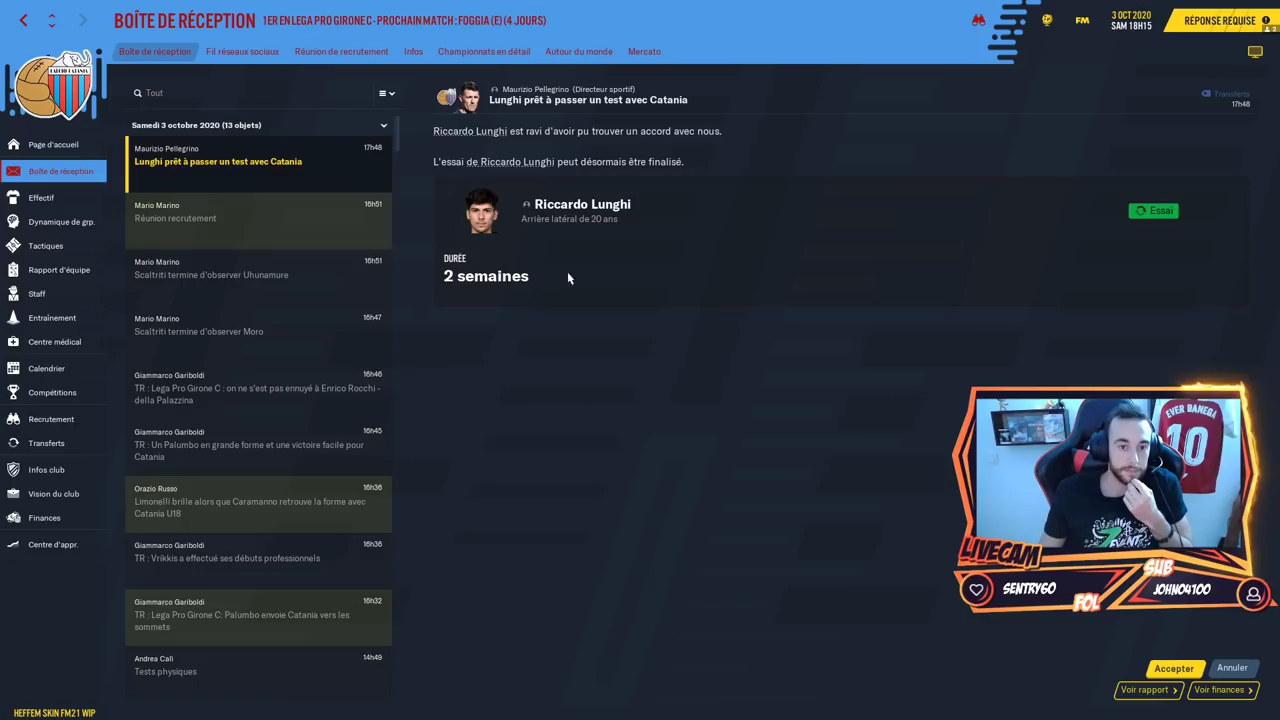 BOÎTE DE RÉCEPTION
1ER EN LEGA PRO GIRONE C - PROCHAIN MATCH : FOGGIA (E) (4 JOURS)
FM
3 OCT 2020
SAM 18H15
RÉPONSE REQUISE
Boîte de réception
Fil réseaux sociaux
Réunion de recrutement
Infos
Championnats en détail
Autour du monde
Mercato
CALCIO CATANIA
Page d'accueil
Boîte de réception
Effectif
Dynamique de grp.
Tactiques
Rapport d'équipe
Staff
Entraînement
Centre médical
Calendrier
Compétitions
Recrutement
Transferts
Infos club
Vision du club
Finances
Centre d'appr.
HEFFEM SKIN FM21 WIP
Tout
Samedi 3 octobre 2020 (13 objets)
Maurizio Pellegrino 17h48
Lunghi prêt à passer un test avec Catania
Mario Marino 16h51
Réunion recrutement
Mario Marino 16h51
Scaltriti termine d'observer Uhunamure
Mario Marino 16h47
Scaltriti termine d'observer Moro
Giammarco Gariboldi 16h46
TR : Lega Pro Girone C : on ne s'est pas ennuyé à Enrico Rocchi -
della Palazzina
Giammarco Gariboldi 16h45
TR : Un Palumbo en grande forme et une victoire facile pour
Catania
Orazio Russo 16h36
Limonelli brille alors que Caramanno retrouve la forme avec
Catania U18
Giammarco Gariboldi 16h36
TR : Vrikkis a effectué ses débuts professionnels
Giammarco Gariboldi 16h32
TR : Lega Pro Girone C: Palumbo envoie Catania vers les
sommets
Andrea Calì 14h49
Tests physiques
Maurizio Pellegrino (Directeur sportif)
Lunghi prêt à passer un test avec Catania
Transferts
17h48
Riccardo Lunghi est ravi d'avoir pu trouver un accord avec nous.
L'essai de Riccardo Lunghi peut désormais être finalisé.
Riccardo Lunghi
Arrière latéral de 20 ans
Essai
DURÉE
2 semaines
EVER BANEGA
10
7 EVENT
LIVECAM
SENTRY60
FOL
SUB
JOHNO4100
Accepter
Annuler
Voir rapport
Voir finances